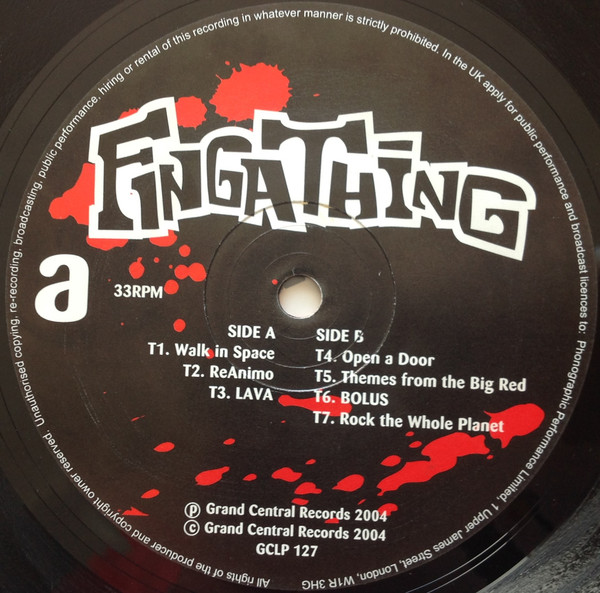 FINGATHING
a
33RPM
SIDE A
T1. Walk in Space
T2. ReAnimo
T3. LAVA
SIDE B
T4. Open a Door
T5. Themes from the Big Red
T6. BOLUS
T7. Rock the Whole Planet
℗ Grand Central Records 2004
© Grand Central Records 2004
GCLP 127
All rights of the producer and copyright owner reserved. Unauthorised copying, re-recording, broadcasting, public performance, hiring or rental of this recording in whatever manner is strictly prohibited. In the UK apply for public performance and broadcast licences to: Phonographic Performance Limited, 1 Upper James Street, London, W1R 3HG